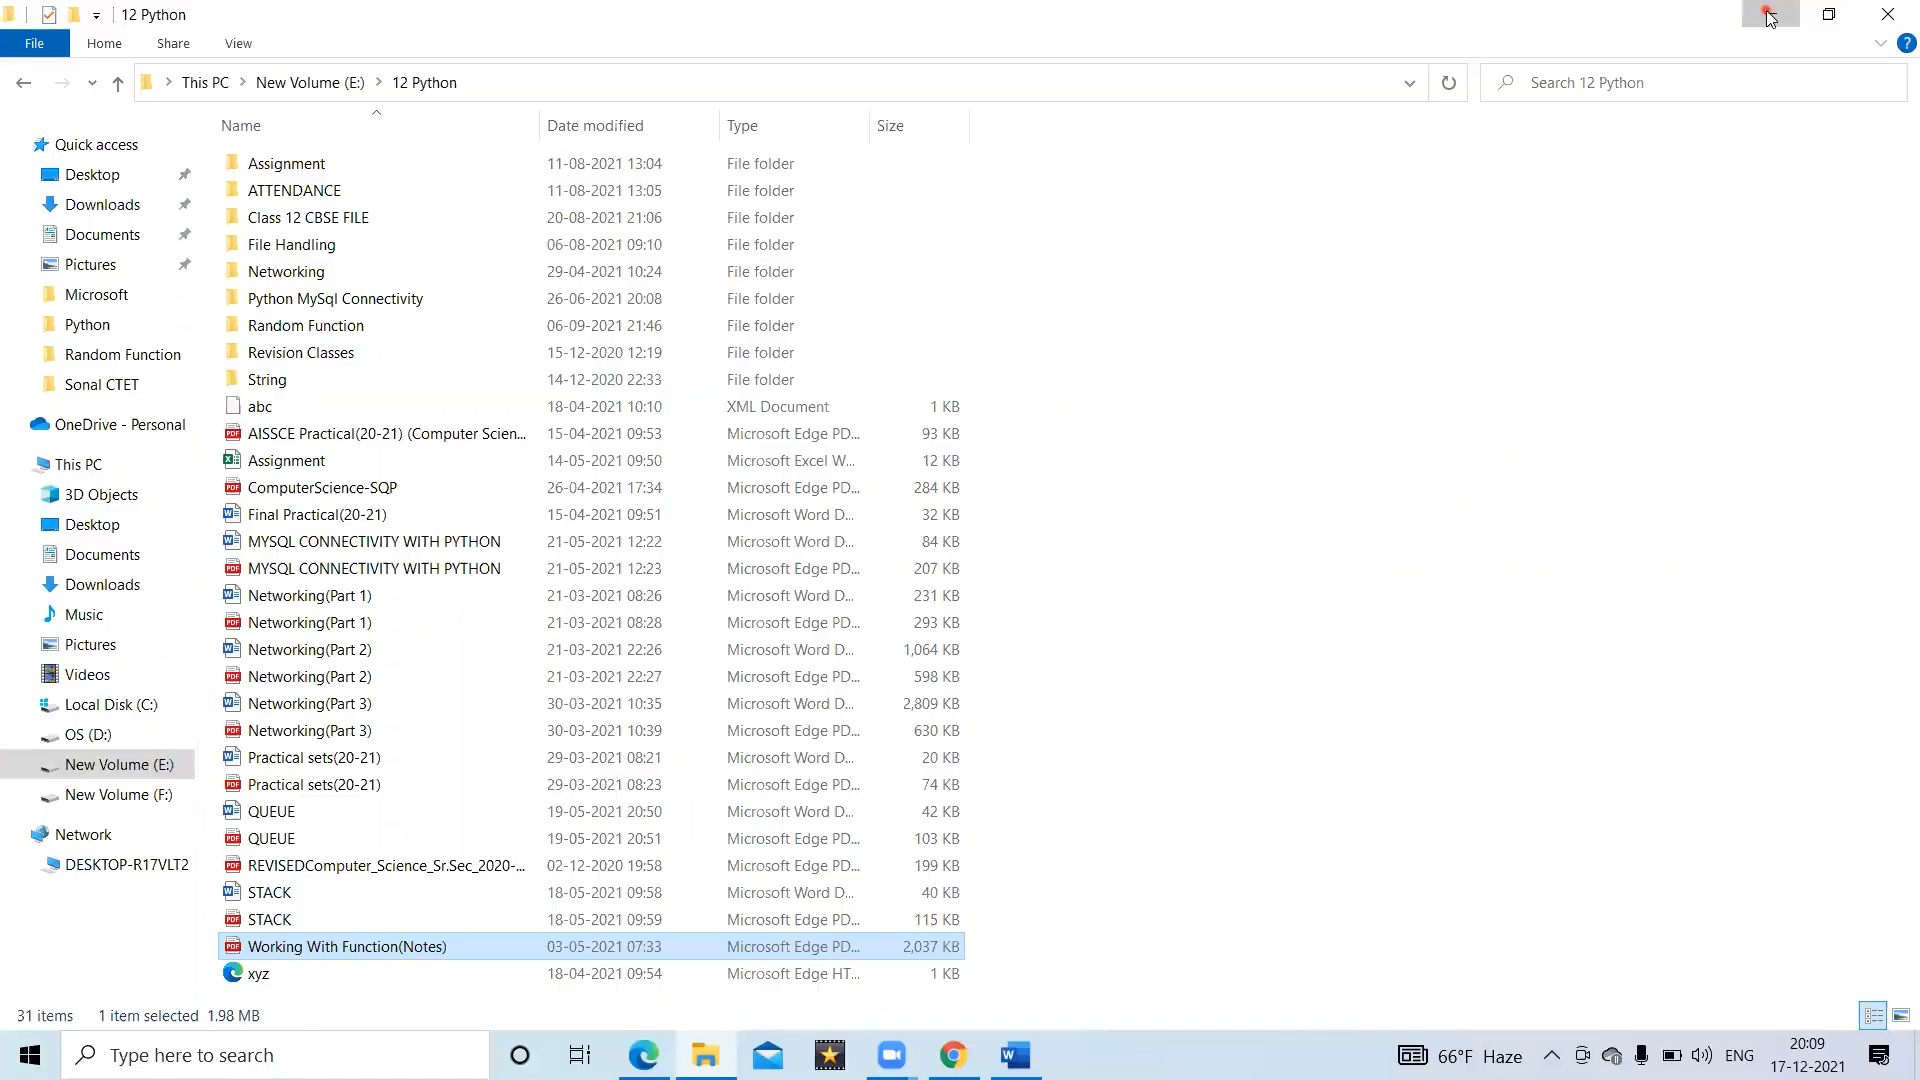 12 Python
File Home Share View
This PC New Volume (E:) 12 Python
Search 12 Python
Name Date modified Type Size
Quick access
Desktop
Downloads
Documents
Pictures
Microsoft
Python
Random Function
Sonal CTET
OneDrive - Personal
This PC
3D Objects
Desktop
Documents
Downloads
Music
Pictures
Videos
Local Disk (C:)
OS (D:)
New Volume (E:)
New Volume (F:)
Network
DESKTOP-R17VLT2
Assignment 11-08-2021 13:04 File folder
ATTENDANCE 11-08-2021 13:05 File folder
Class 12 CBSE FILE 20-08-2021 21:06 File folder
File Handling 06-08-2021 09:10 File folder
Networking 29-04-2021 10:24 File folder
Python MySql Connectivity 26-06-2021 20:08 File folder
Random Function 06-09-2021 21:46 File folder
Revision Classes 15-12-2020 12:19 File folder
String 14-12-2020 22:33 File folder
abc 18-04-2021 10:10 XML Document 1 KB
AISSCE Practical(20-21) (Computer Scien... 15-04-2021 09:53 Microsoft Edge PD... 93 KB
Assignment 14-05-2021 09:50 Microsoft Excel W... 12 KB
ComputerScience-SQP 26-04-2021 17:34 Microsoft Edge PD... 284 KB
Final Practical(20-21) 15-04-2021 09:51 Microsoft Word D... 32 KB
MYSQL CONNECTIVITY WITH PYTHON 21-05-2021 12:22 Microsoft Word D... 84 KB
MYSQL CONNECTIVITY WITH PYTHON 21-05-2021 12:23 Microsoft Edge PD... 207 KB
Networking(Part 1) 21-03-2021 08:26 Microsoft Word D... 231 KB
Networking(Part 1) 21-03-2021 08:28 Microsoft Edge PD... 293 KB
Networking(Part 2) 21-03-2021 22:26 Microsoft Word D... 1,064 KB
Networking(Part 2) 21-03-2021 22:27 Microsoft Edge PD... 598 KB
Networking(Part 3) 30-03-2021 10:35 Microsoft Word D... 2,809 KB
Networking(Part 3) 30-03-2021 10:39 Microsoft Edge PD... 630 KB
Practical sets(20-21) 29-03-2021 08:21 Microsoft Word D... 20 KB
Practical sets(20-21) 29-03-2021 08:23 Microsoft Edge PD... 74 KB
QUEUE 19-05-2021 20:50 Microsoft Word D... 42 KB
QUEUE 19-05-2021 20:51 Microsoft Edge PD... 103 KB
REVISEDComputer_Science_Sr.Sec_2020-... 02-12-2020 19:58 Microsoft Edge PD... 199 KB
STACK 18-05-2021 09:58 Microsoft Word D... 40 KB
STACK 18-05-2021 09:59 Microsoft Edge PD... 115 KB
Working With Function(Notes) 03-05-2021 07:33 Microsoft Edge PD... 2,037 KB
xyz 18-04-2021 09:54 Microsoft Edge HT... 1 KB
31 items 1 item selected 1.98 MB
Type here to search
66°F Haze
ENG
20:09
17-12-2021